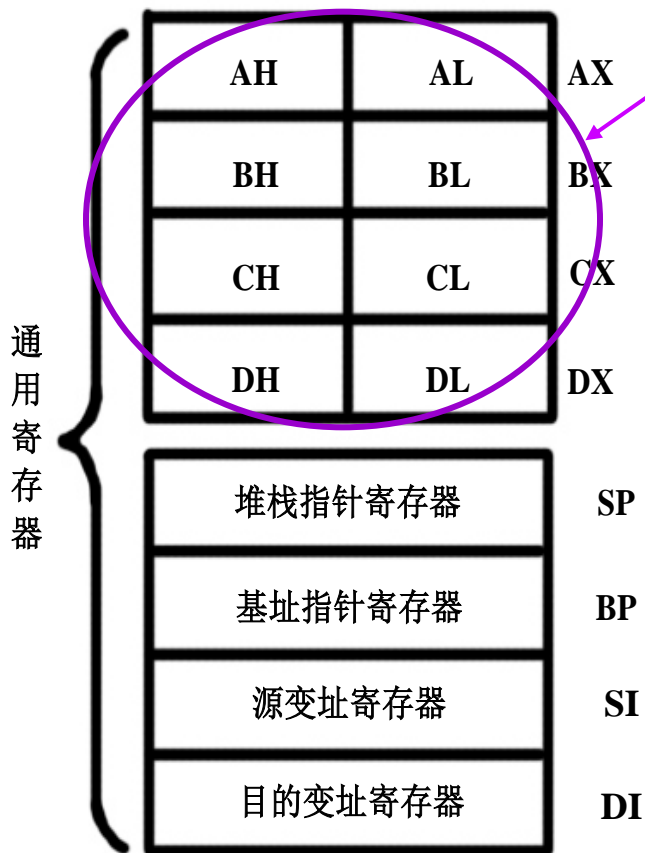 AH AL AX
BH BL BX
CH CL CX
DH DL DX
通用寄存器
堆栈指针寄存器 SP
基址指针寄存器 BP
源变址寄存器 SI
目的变址寄存器 DI